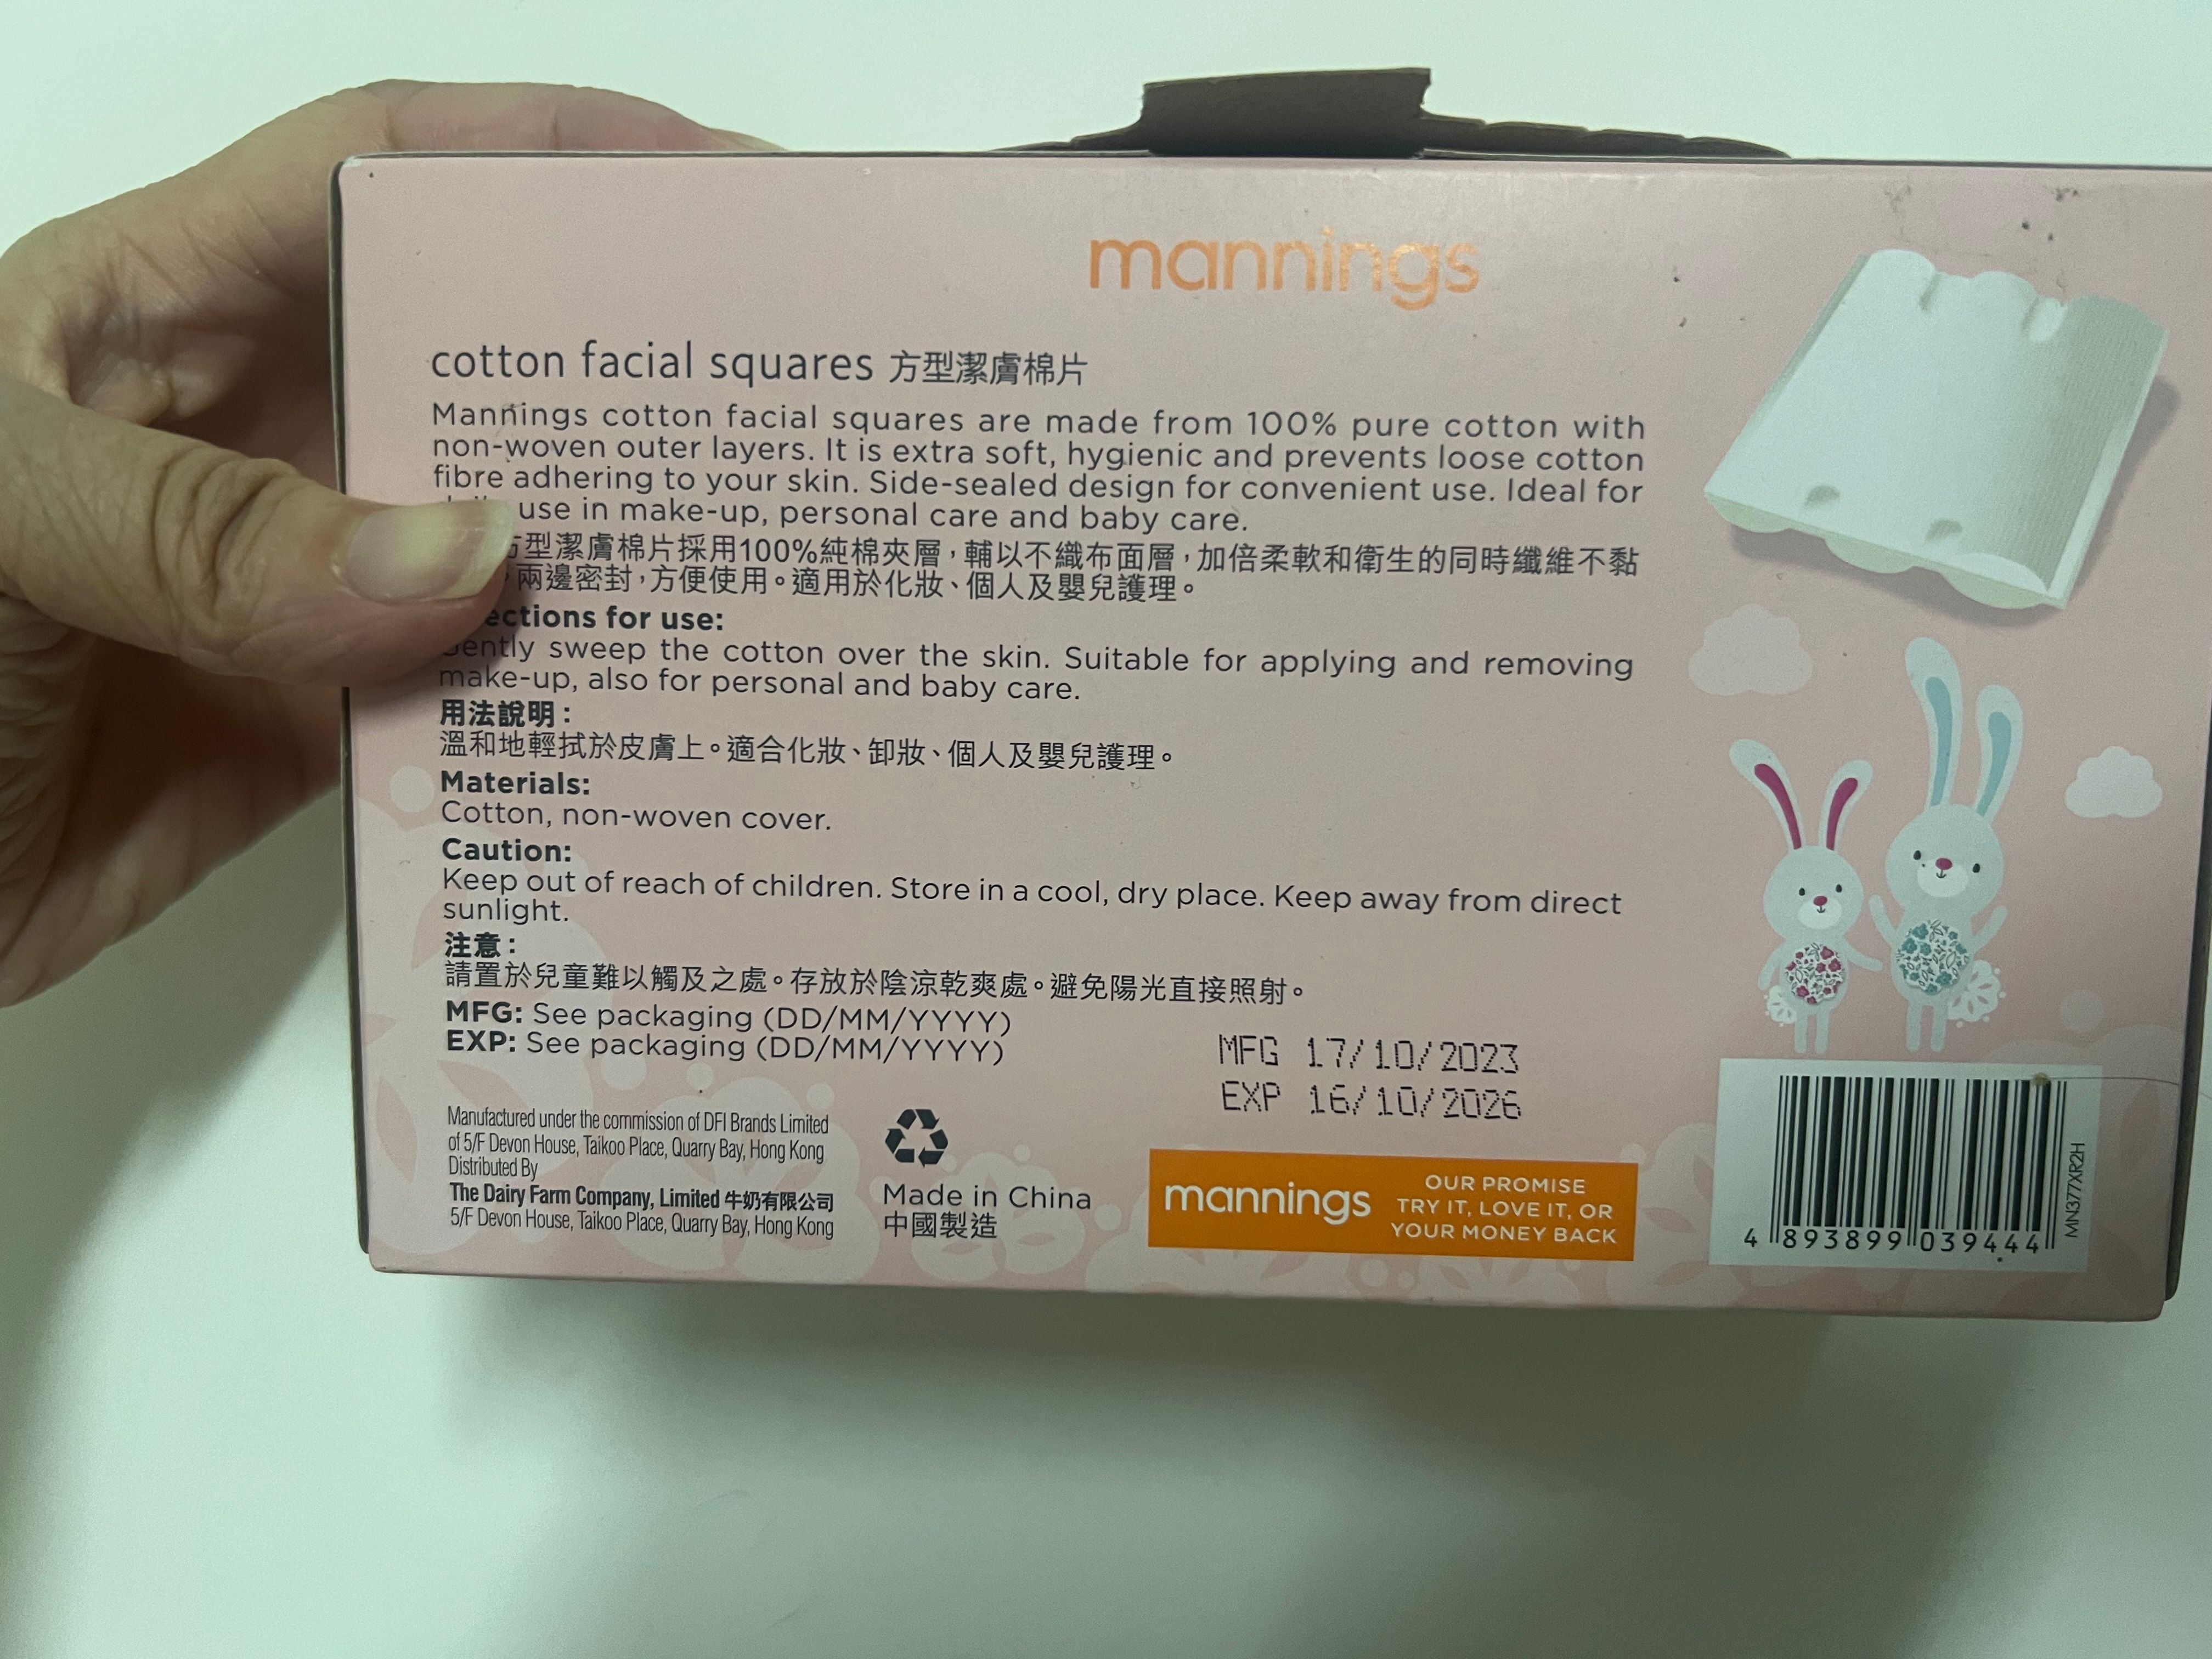 mannings
cotton facial squares 方型潔膚棉片
Mannings cotton facial squares are made from 100% pure cotton with
non-woven outer layers. It is extra soft, hygienic and prevents loose cotton
fibre adhering to your skin. Side-sealed design for convenient use. Ideal for
use in make-up, personal care and baby care.
型潔膚棉片採用100%純棉夾層，輔以不織布面層，加倍柔軟和衛生的同時纖維不黏
，兩邊密封，方便使用。適用於化妝、個人及嬰兒護理。
for use:
Gently sweep the cotton over the skin. Suitable for applying and removing
make-up, also for personal and baby care.
用法說明：
溫和地輕拭於皮膚上。適合化妝、卸妝、個人及嬰兒護理。
Materials:
Cotton, non-woven cover.
Caution:
Keep out of reach of children. Store in a cool, dry place. Keep away from direct
sunlight.
注意：
請置於兒童難以觸及之處。存放於陰涼乾爽處。避免陽光直接照射。
MFG: See packaging (DD/MM/YYYY)
EXP: See packaging (DD/MM/YYYY)
MFG 17/10/2023
EXP 16/10/2026
Manufactured under the commission of DFI Brands Limited
of 5/F Devon House, Taikoo Place, Quarry Bay, Hong Kong
Distributed By
The Dairy Farm Company, Limited 牛奶有限公司
5/F Devon House, Taikoo Place, Quarry Bay, Hong Kong
Made in China
中國製造
mannings
OUR PROMISE
TRY IT, LOVE IT, OR
YOUR MONEY BACK
4 893899 039444
MN377XR2H